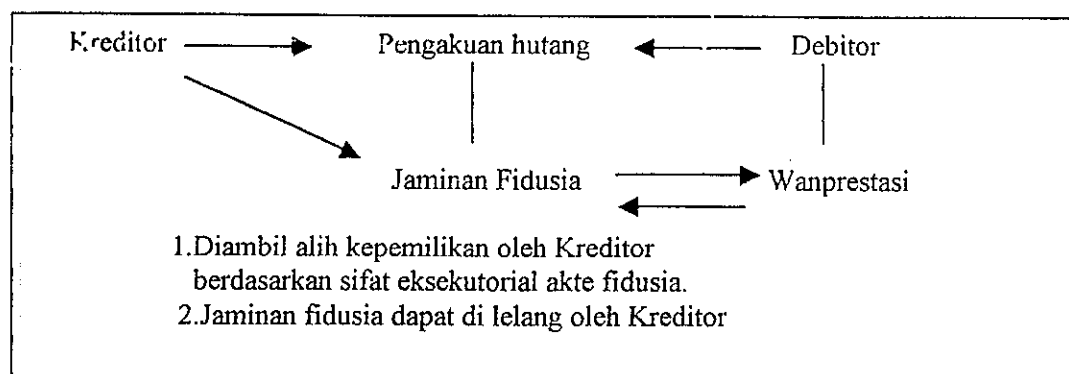 Kreditor Pengakuan hutang Debitor
Jaminan Fidusia Wanprestasi
1.Diambil alih kepemilikan oleh Kreditor
berdasarkan sifat eksekutorial akte fidusia.
2.Jaminan fidusia dapat di lelang oleh Kreditor